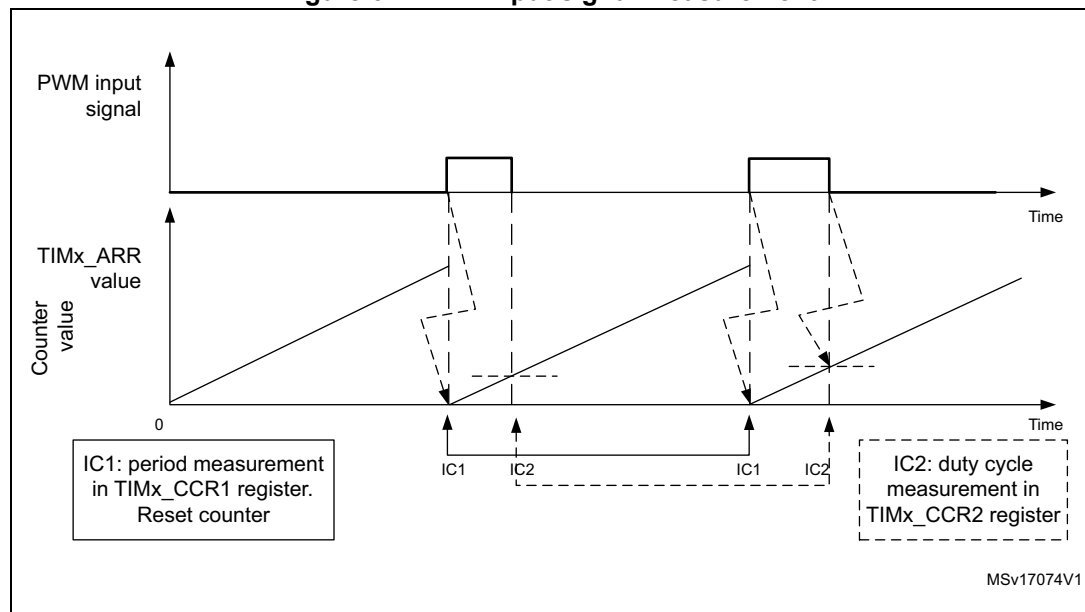 PWM input
signal
Time
TIMx_ARR
value
Counter
value
0
Time
IC1
IC2
IC1
IC2
IC1: period measurement
in TIMx_CCR1 register.
Reset counter
IC2: duty cycle
measurement in
TIMx_CCR2 register
MSv17074V1